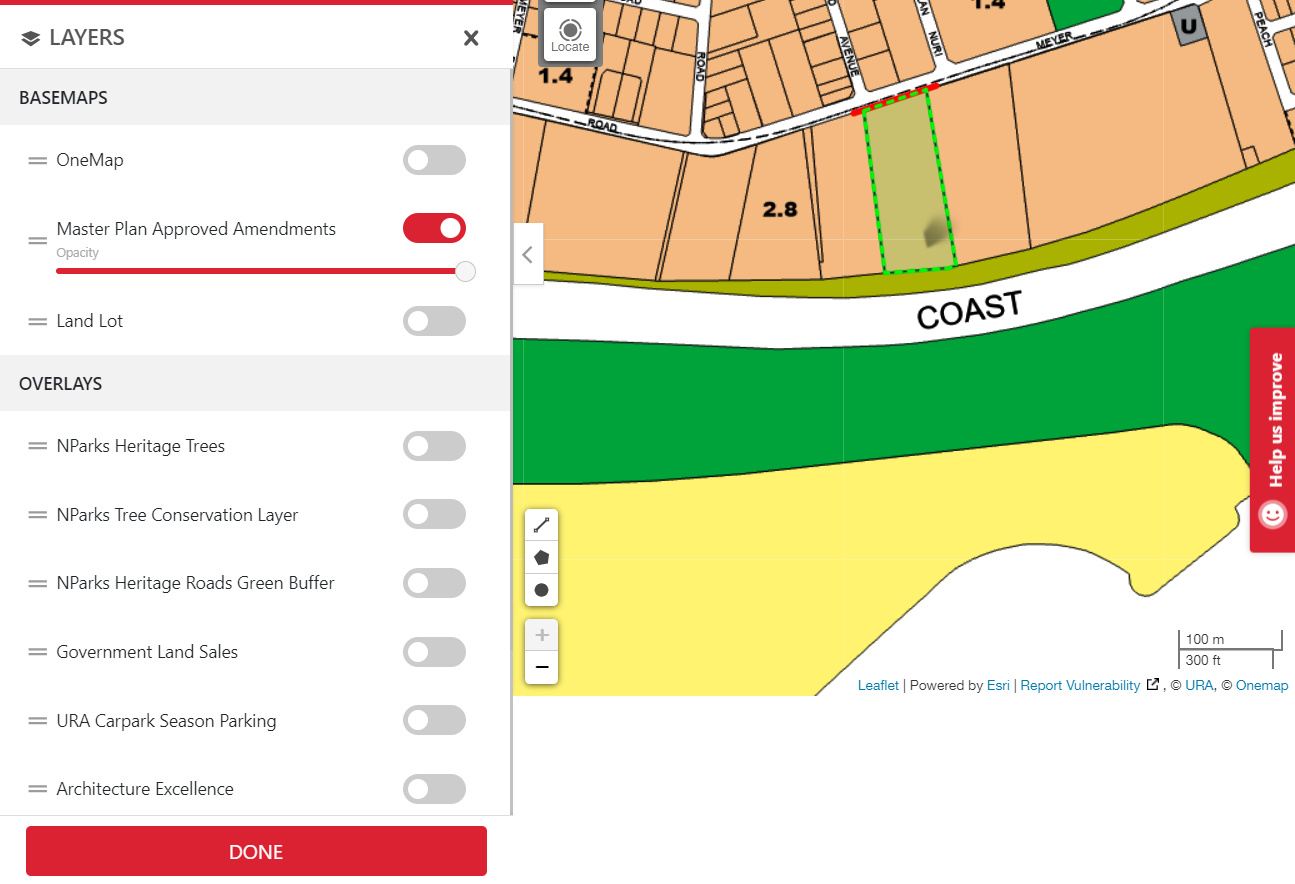 LAYERS
BASEMAPS
OneMap
Master Plan Approved Amendments
Opacity
Land Lot
OVERLAYS
NParks Heritage Trees
NParks Tree Conservation Layer
NParks Heritage Roads Green Buffer
Government Land Sales
URA Carpark Season Parking
Architecture Excellence
DONE
Locate
1.4
1.4
MEYER
ROAD
AVENUE
NURI
MEYER
U
PEACH
ROAD
2.8
COAST
Help us improve
100 m
300 ft
Leaflet | Powered by Esri | Report Vulnerability , © URA, © Onemap